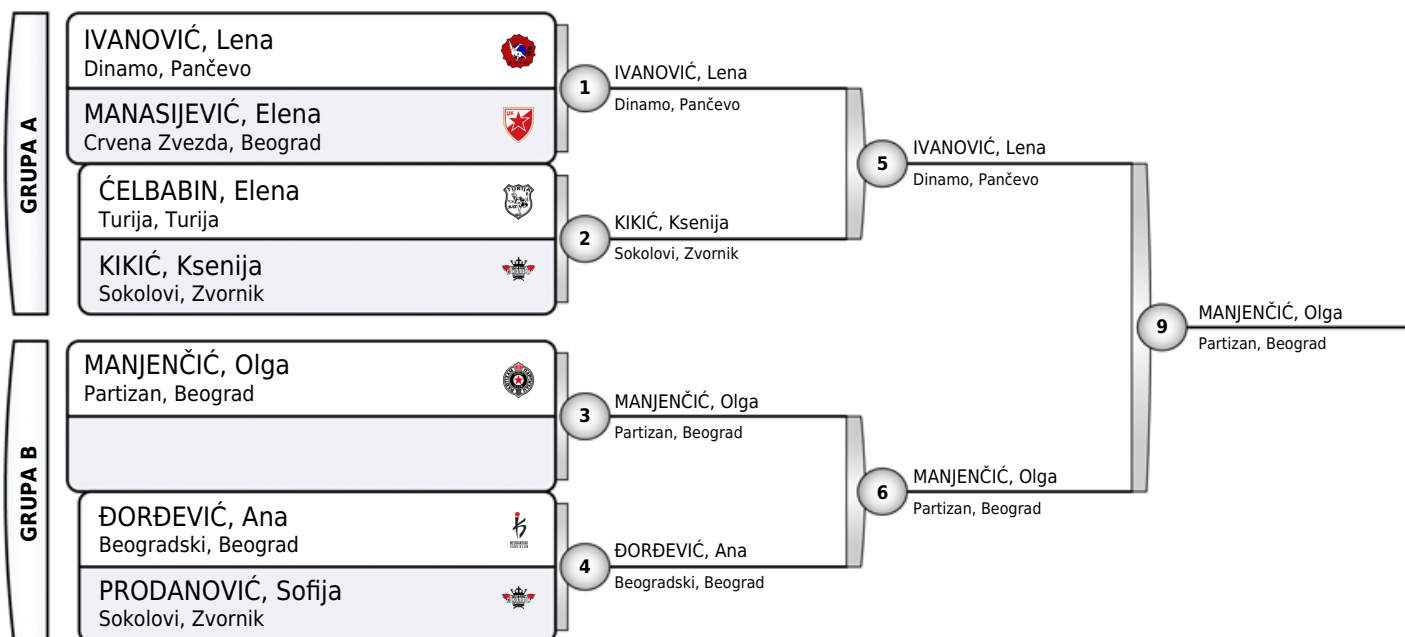 GRUPA A
IVANOVIĆ, Lena
Dinamo, Pančevo
MANASIJEVIĆ, Elena
Crvena Zvezda, Beograd
ĆELBABIN, Elena
Turija, Turija
KIKIĆ, Ksenija
Sokolovi, Zvornik
GRUPA B
MANJENČIĆ, Olga
Partizan, Beograd
ĐORĐEVIĆ, Ana
Beogradski, Beograd
PRODANOVIĆ, Sofija
Sokolovi, Zvornik
1
IVANOVIĆ, Lena
Dinamo, Pančevo
2
KIKIĆ, Ksenija
Sokolovi, Zvornik
3
MANJENČIĆ, Olga
Partizan, Beograd
4
ĐORĐEVIĆ, Ana
Beogradski, Beograd
5
IVANOVIĆ, Lena
Dinamo, Pančevo
6
MANJENČIĆ, Olga
Partizan, Beograd
9
MANJENČIĆ, Olga
Partizan, Beograd